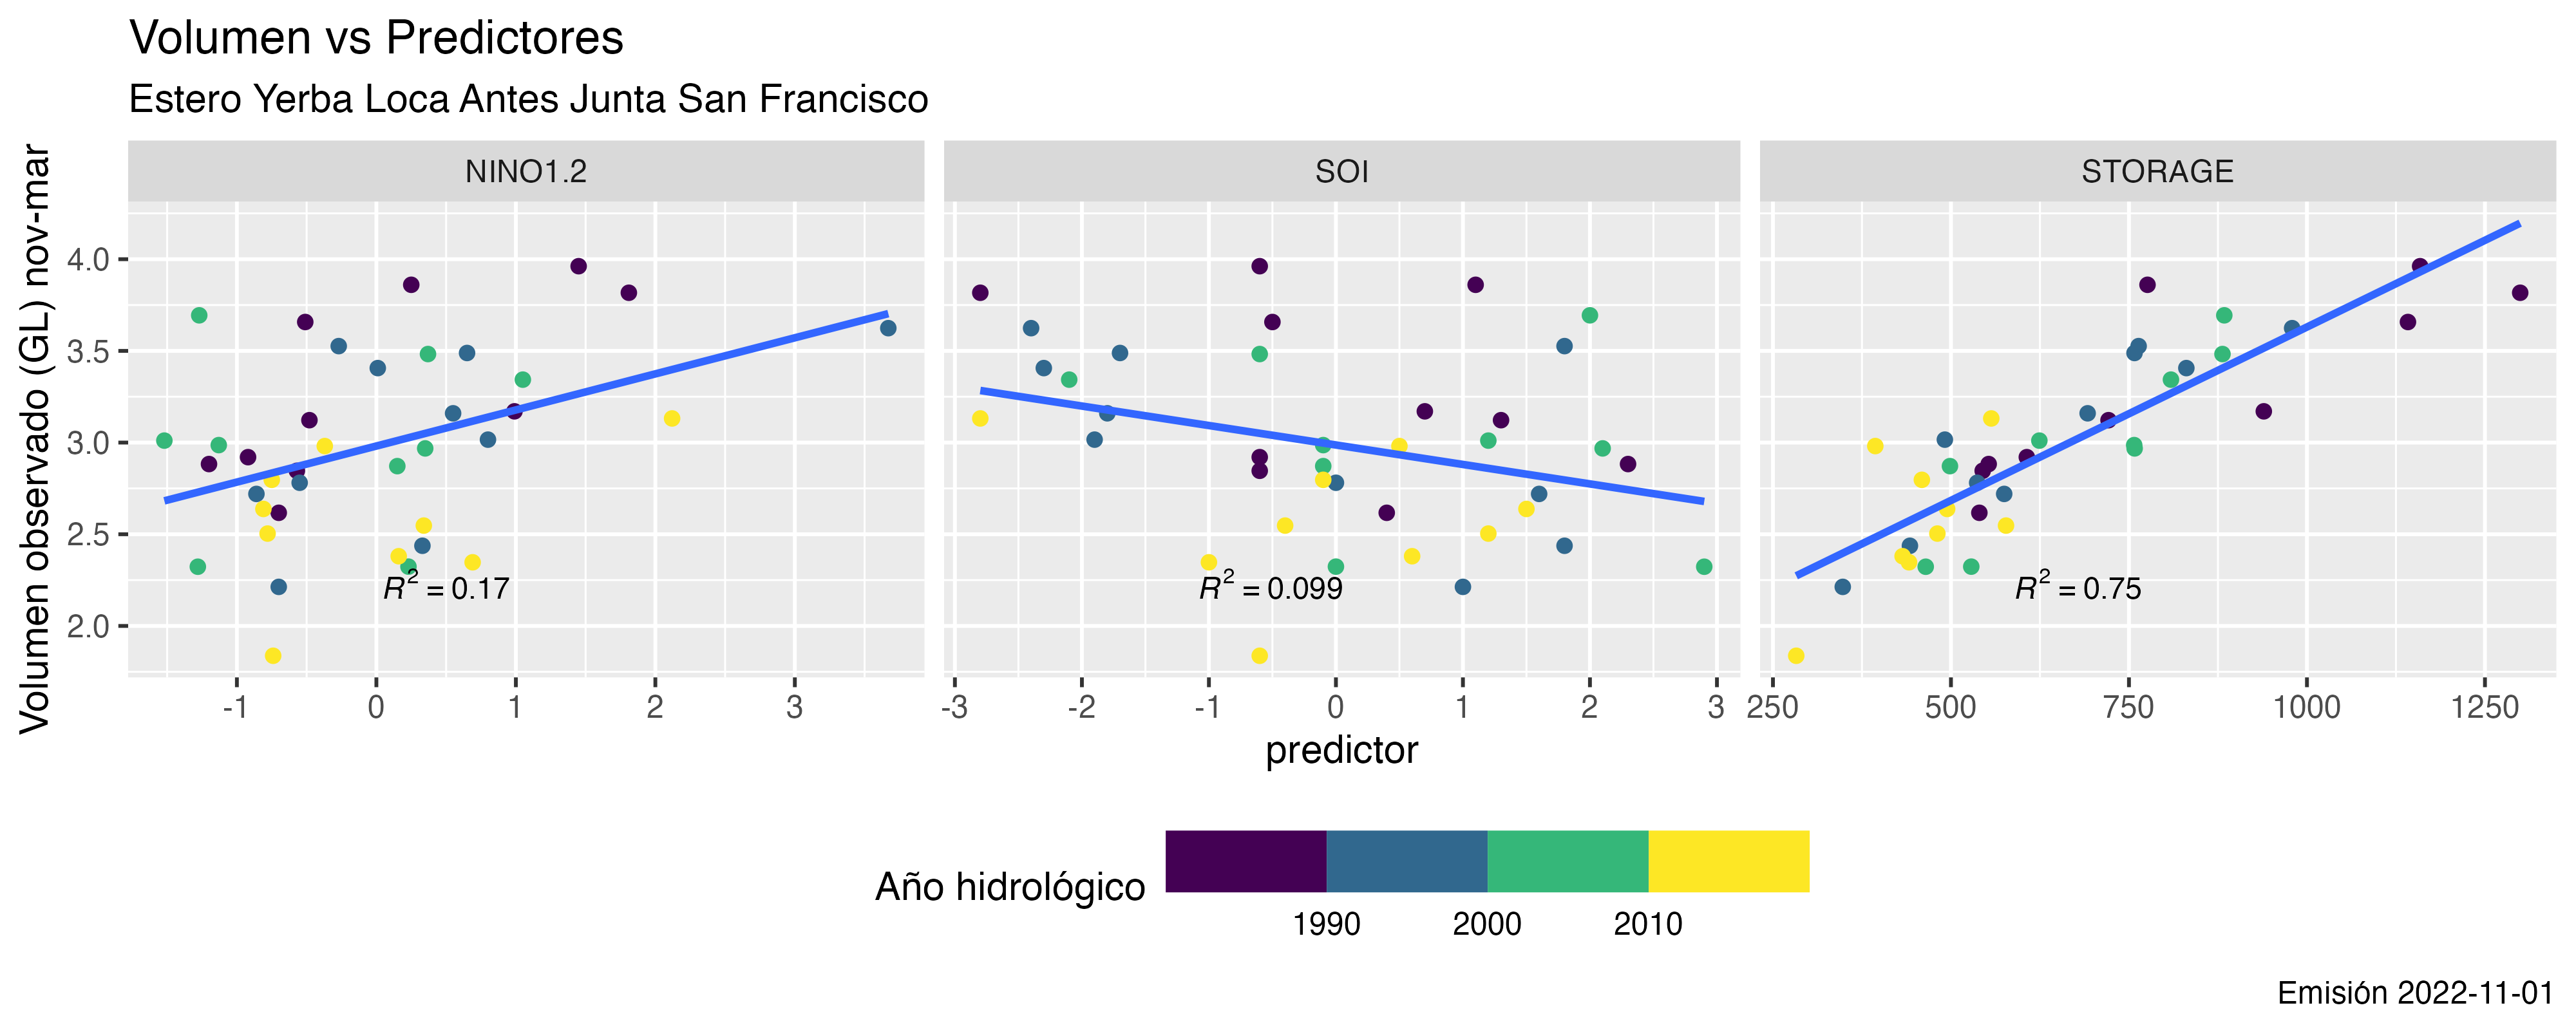 Volumen vs Predictores
Estero Yerba Loca Antes Junta San Francisco
Volumen observado (GL) nov-mar
NINO1.2
SOI
STORAGE
4.0
3.5
3.0
2.5
2.0
R² = 0.17
R² = 0.099
R² = 0.75
-1 0 1 2 3
-3 -2 -1 0 1 2 3
250 500 750 1000 1250
predictor
Año hidrológico
1990 2000 2010
Emisión 2022-11-01